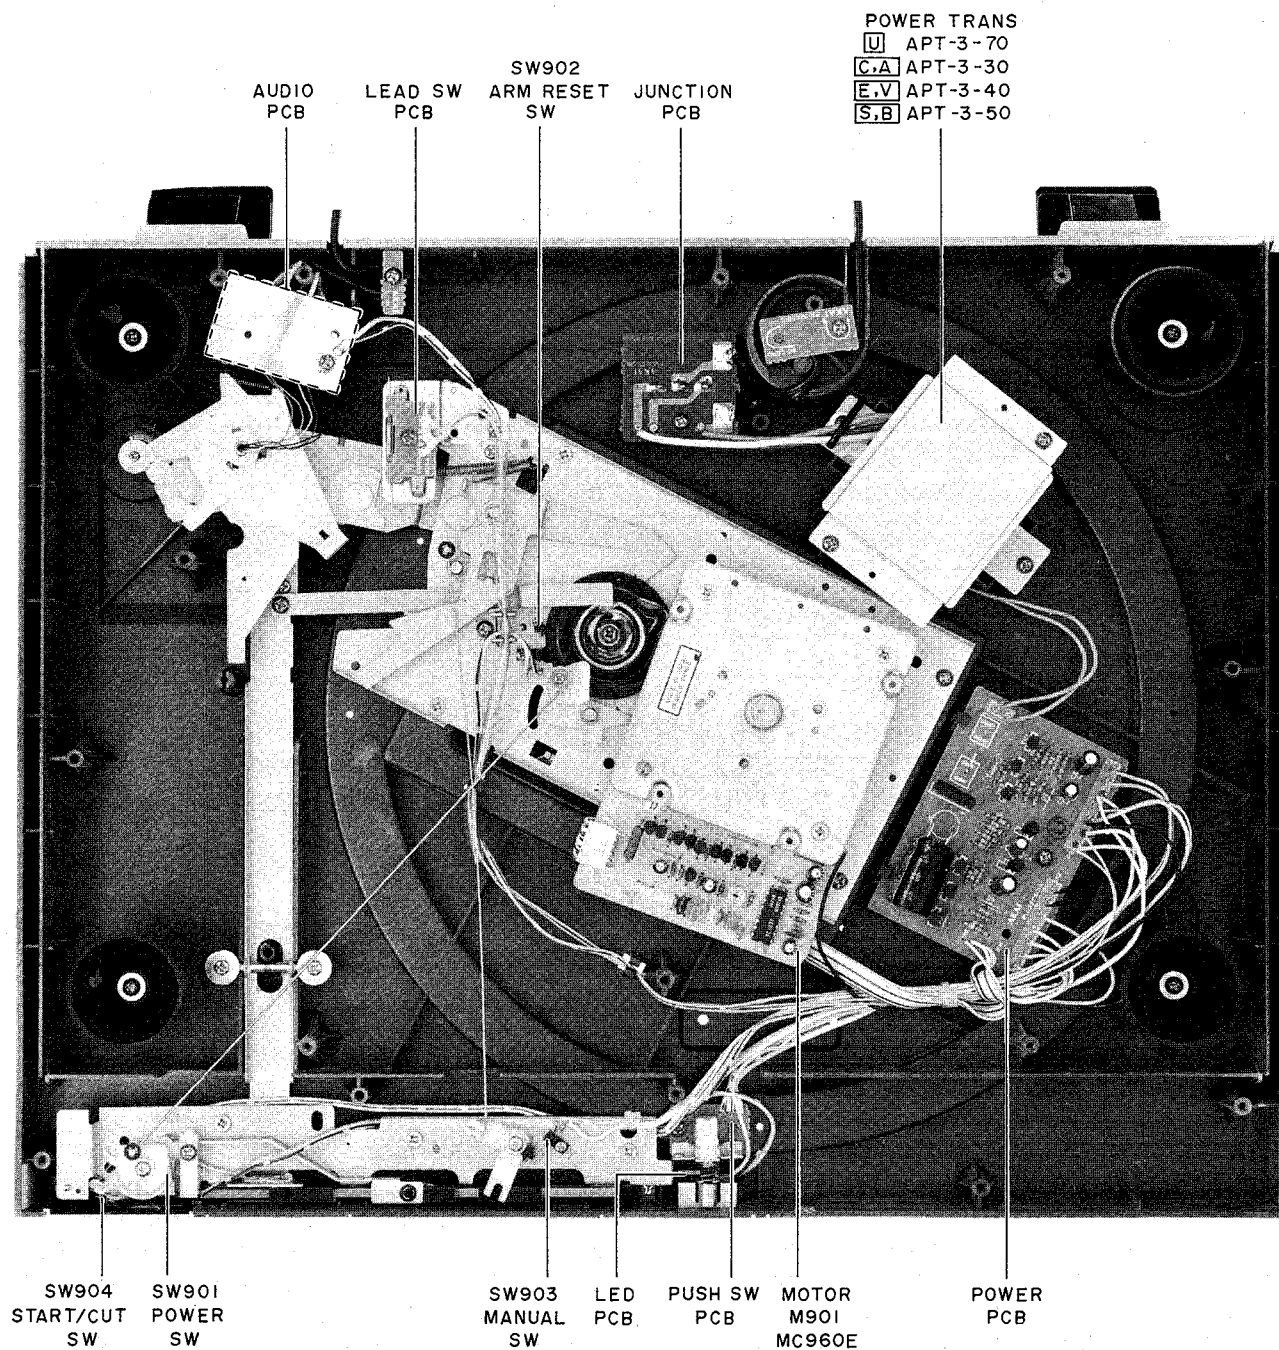 POWER TRANS
U APT-3-70
C,A APT-3-30
E,V APT-3-40
S,B APT-3-50
AUDIO
PCB
LEAD SW
PCB
SW902
ARM RESET
SW
JUNCTION
PCB
SW904
START/CUT
SW
SW901
POWER
SW
SW903
MANUAL
SW
LED
PCB
PUSH SW
PCB
MOTOR
M901
MC960E
POWER
PCB